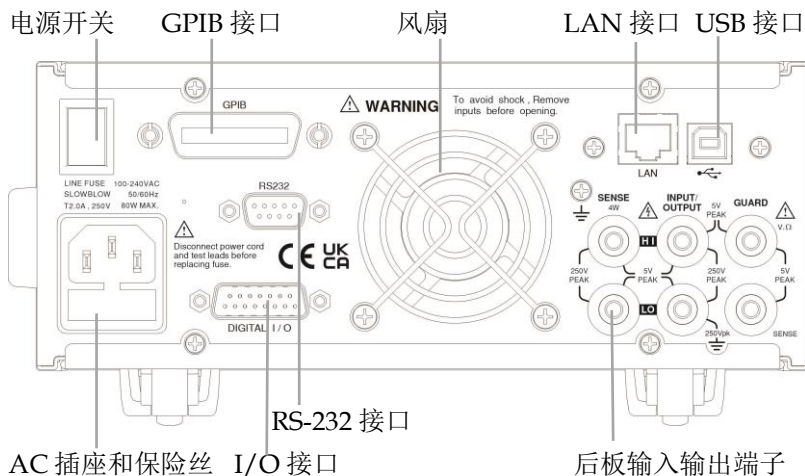 电源开关 GPIB 接口 风扇 LAN 接口 USB 接口
GPIB
WARNING
To avoid shock , Remove
inputs before opening.
LAN
LINE FUSE 100-240VAC
SLOWBLOW 50/60Hz
T2.0A , 250V 80W MAX.
RS232
Disconnect power cord
and test leads before
replacing fuse.
CE UK
CA
DIGITAL I / O
SENSE
4W
INPUT/
OUTPUT
5V
PEAK
GUARD
V.Ω
HI
250V
PEAK
5V
PEAK
250V
PEAK
5V
PEAK
LO
250Vpk
SENSE
RS-232 接口
AC 插座和保险丝 I/O 接口 后板输入输出端子